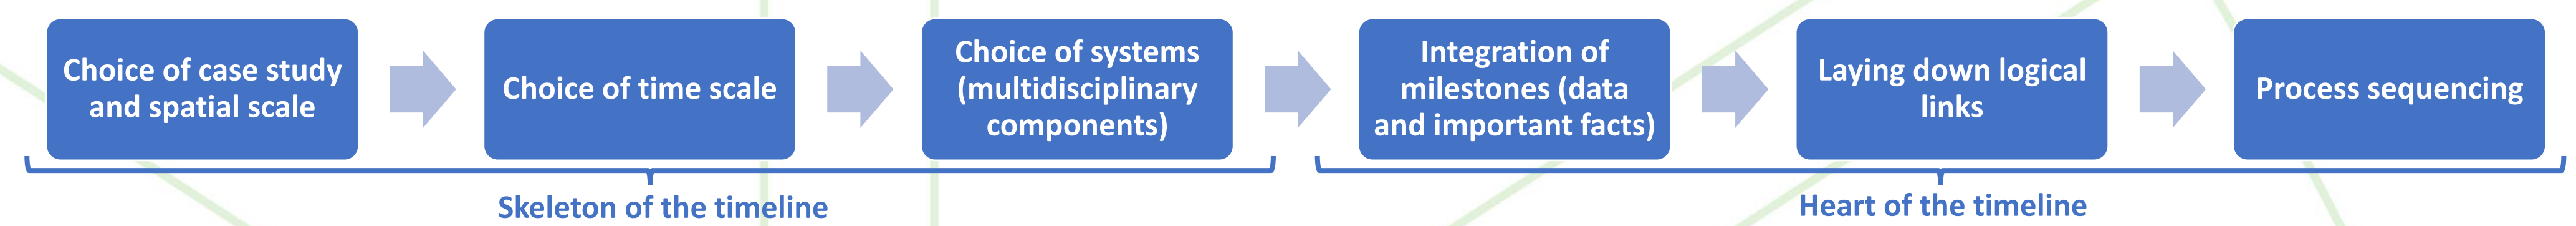 Choice of case study
and spatial scale
Choice of time scale
Choice of systems
(multidisciplinary
components)
Integration of
milestones (data
and important facts)
Laying down logical
links
Process sequencing
Skeleton of the timeline
Heart of the timeline